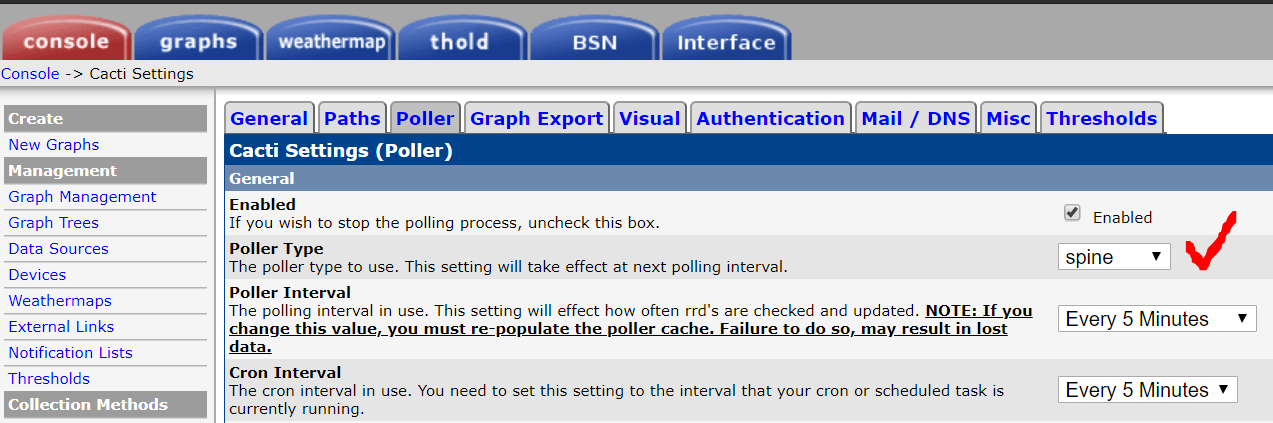 console graphs weathermap thold BSN Interface
Console -> Cacti Settings
Create
New Graphs
Management
Graph Management
Graph Trees
Data Sources
Devices
Weathermaps
External Links
Notification Lists
Thresholds
Collection Methods
General Paths Poller Graph Export Visual Authentication Mail / DNS Misc Thresholds
Cacti Settings (Poller)
General
Enabled
If you wish to stop the polling process, uncheck this box.
Enabled
Poller Type
The poller type to use. This setting will take effect at next polling interval.
spine
Poller Interval
The polling interval in use. This setting will effect how often rrd's are checked and updated. NOTE: If you
change this value, you must re-populate the poller cache. Failure to do so, may result in lost
data.
Every 5 Minutes
Cron Interval
The cron interval in use. You need to set this setting to the interval that your cron or scheduled task is
currently running.
Every 5 Minutes